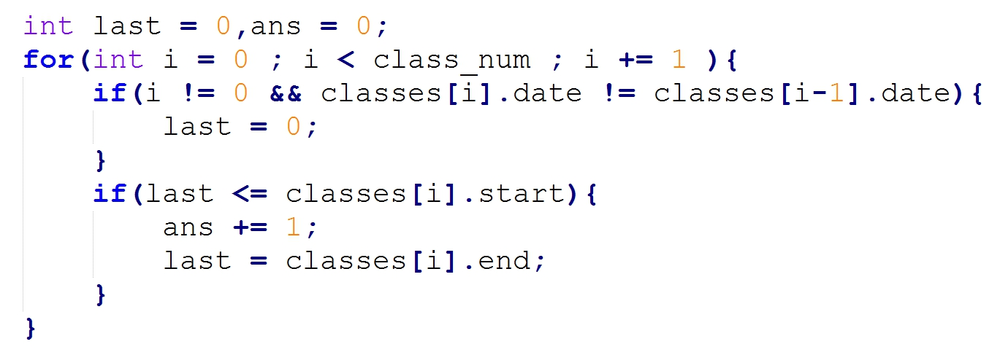 int last = 0,ans = 0;
for(int i = 0 ; i < class_num ; i += 1 ){
    if(i != 0 && classes[i].date != classes[i-1].date){
        last = 0;
    }
    if(last <= classes[i].start){
        ans += 1;
        last = classes[i].end;
    }
}